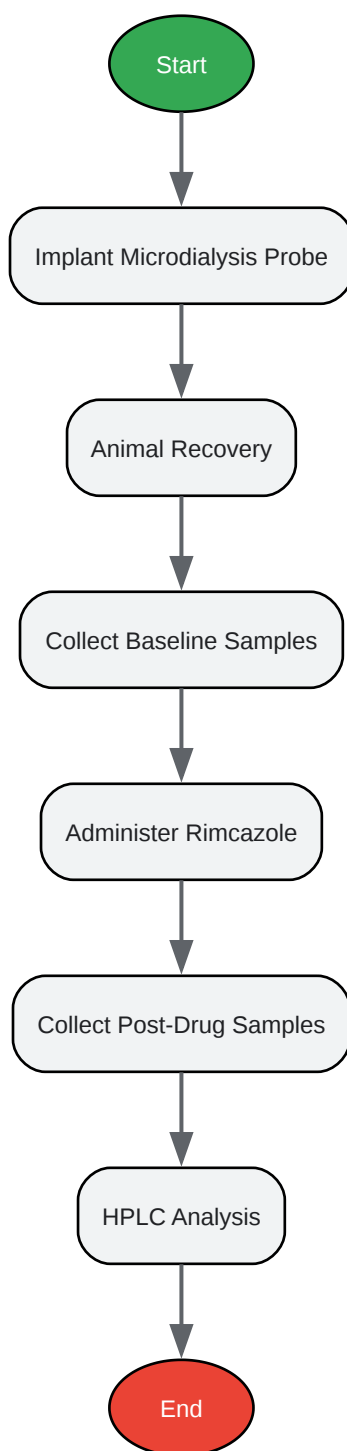 Start
Implant Microdialysis Probe
Animal Recovery
Collect Baseline Samples
Administer Rimcazole
Collect Post-Drug Samples
HPLC Analysis
End